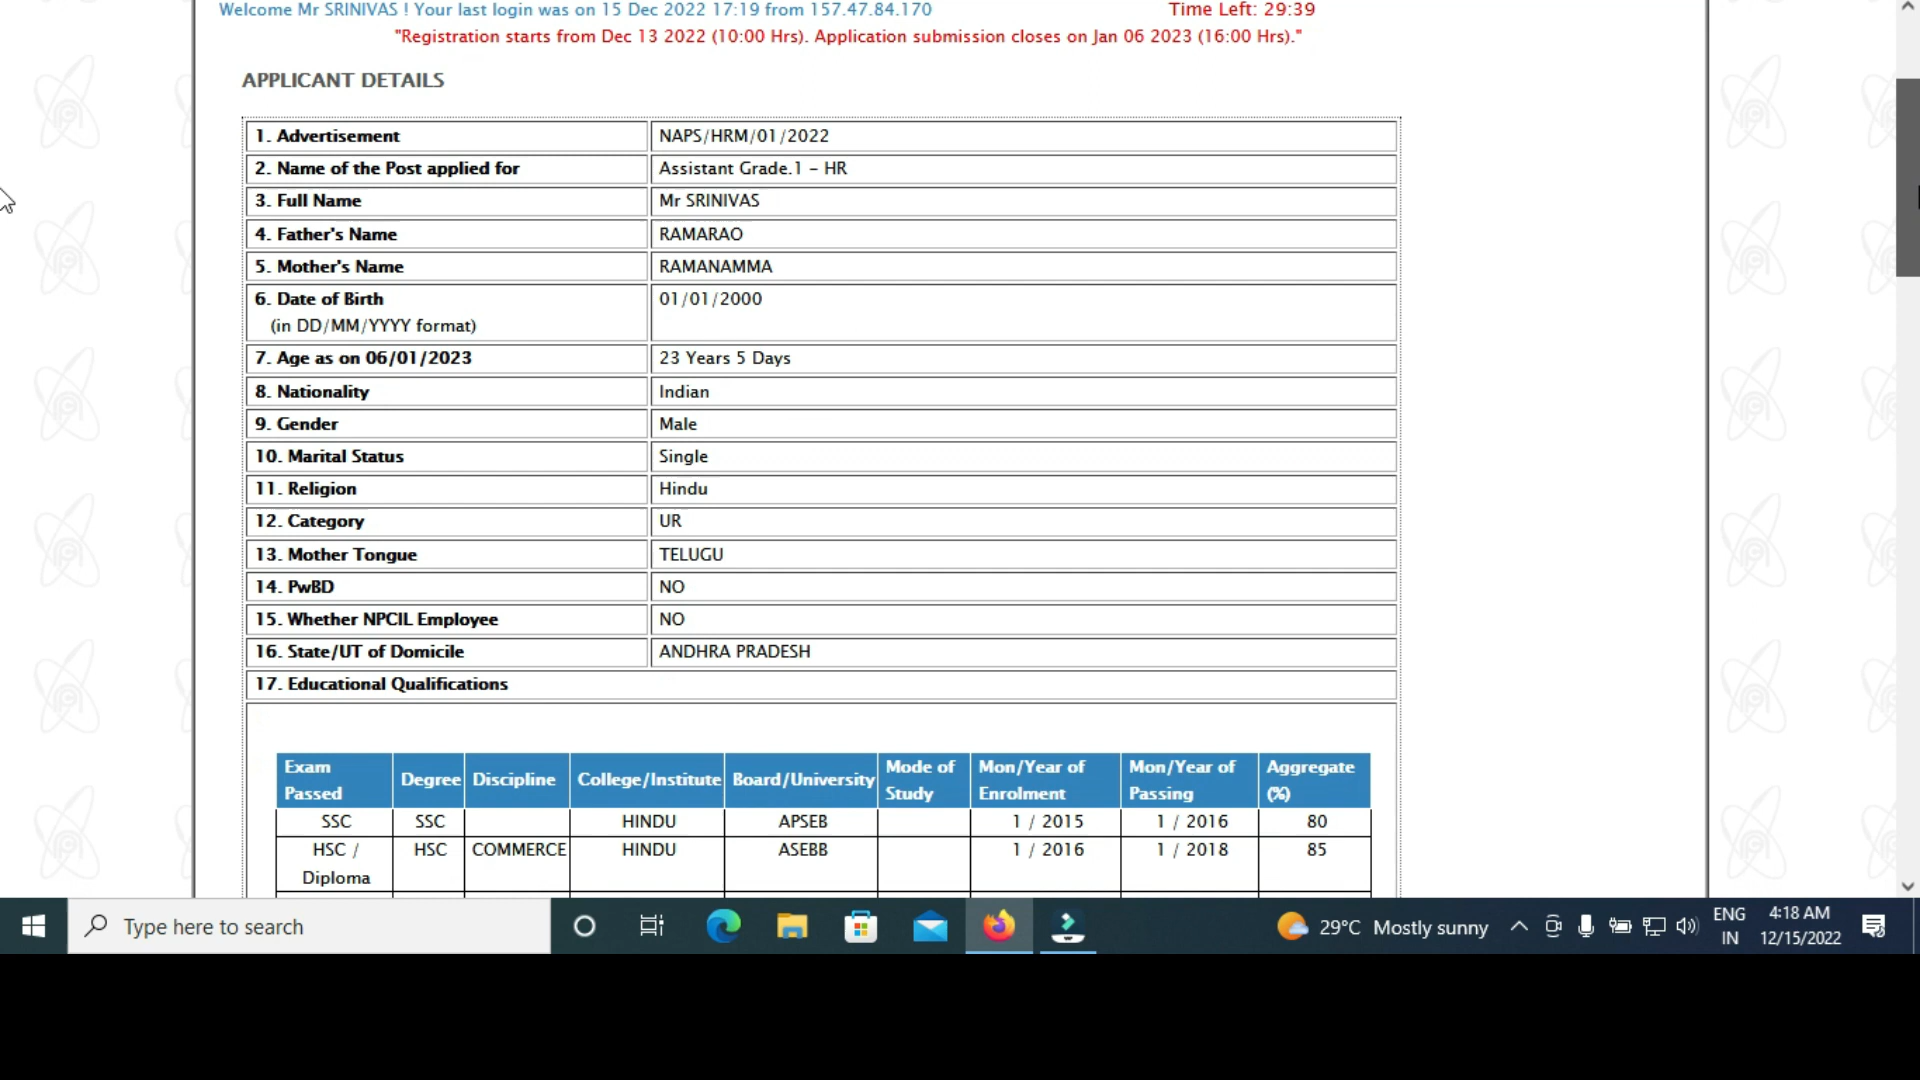 Welcome Mr SRINIVAS ! Your last login was on 15 Dec 2022 17:19 from 157.47.84.170 Time Left: 29:39
"Registration starts from Dec 13 2022 (10:00 Hrs). Application submission closes on Jan 06 2023 (16:00 Hrs)."
APPLICANT DETAILS
1. Advertisement NAPS/HRM/01/2022
2. Name of the Post applied for Assistant Grade.1 - HR
3. Full Name Mr SRINIVAS
4. Father's Name RAMARAO
5. Mother's Name RAMANAMMA
6. Date of Birth 01/01/2000
(in DD/MM/YYYY format)
7. Age as on 06/01/2023 23 Years 5 Days
8. Nationality Indian
9. Gender Male
10. Marital Status Single
11. Religion Hindu
12. Category UR
13. Mother Tongue TELUGU
14. PwBD NO
15. Whether NPCIL Employee NO
16. State/UT of Domicile ANDHRA PRADESH
17. Educational Qualifications
Exam Passed Degree Discipline College/Institute Board/University Mode of Study Mon/Year of Enrolment Mon/Year of Passing Aggregate (%)
SSC SSC HINDU APSEB 1 / 2015 1 / 2016 80
HSC / Diploma HSC COMMERCE HINDU ASEBB 1 / 2016 1 / 2018 85
Type here to search 29°C Mostly sunny ENG IN 4:18 AM 12/15/2022